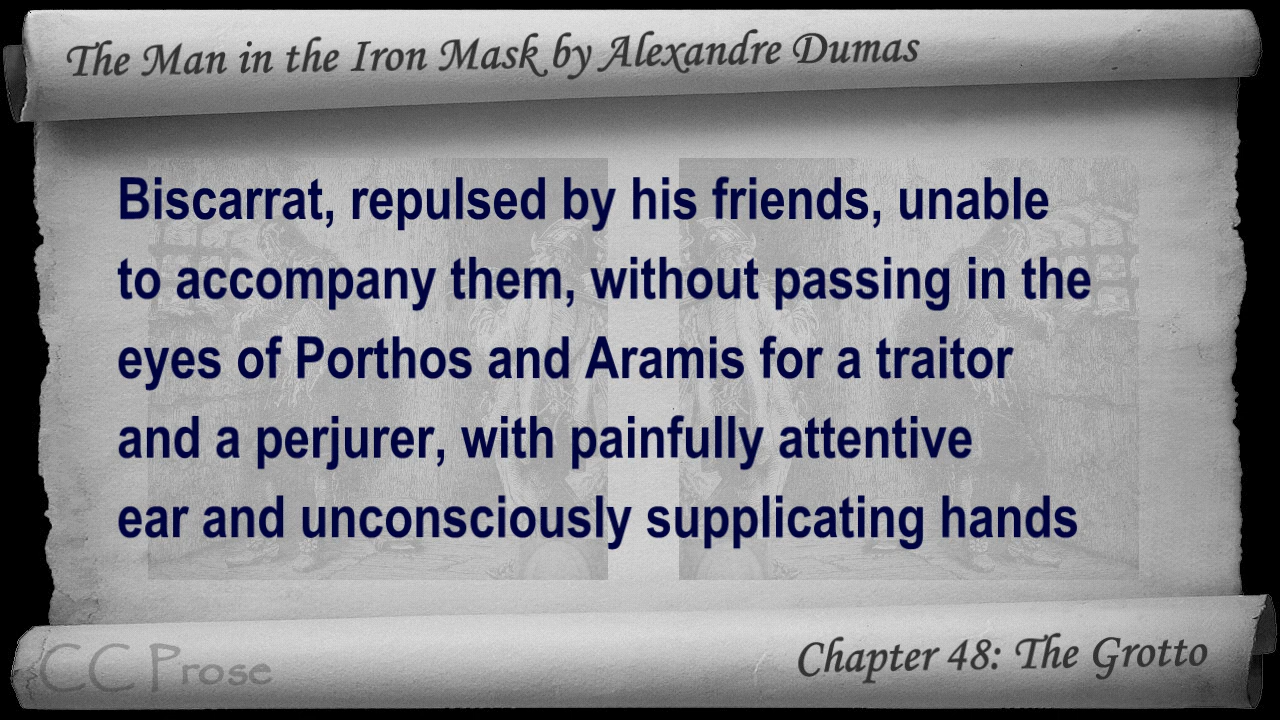 The Man in the Iron Mask by Alexandre Dumas
Biscarrat, repulsed by his friends, unable
to accompany them, without passing in the
eyes of Porthos and Aramis for a traitor
and a perjurer, with painfully attentive
ear and unconsciously supplicating hands
CC Prose
Chapter 48: The Grotto